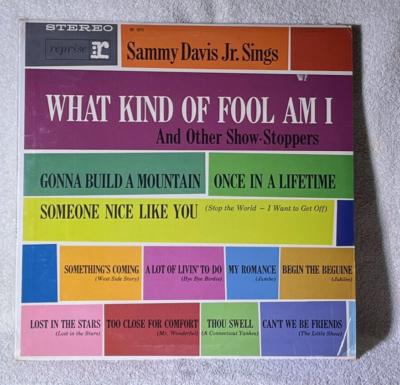 STEREO
reprise r
Sammy Davis Jr. Sings
WHAT KIND OF FOOL AM I
And Other Show-Stoppers
GONNA BUILD A MOUNTAIN
ONCE IN A LIFETIME
SOMEONE NICE LIKE YOU (Stop the World — I Want to Get Off)
SOMETHING'S COMING
(West Side Story)
A LOT OF LIVIN' TO DO
(Bye Bye Birdie)
MY ROMANCE
(Jumbo)
BEGIN THE BEGUINE
(Jubilee)
LOST IN THE STARS
(Lost in the Stars)
TOO CLOSE FOR COMFORT
(Mr. Wonderful)
THOU SWELL
(A Connecticut Yankee)
CAN'T WE BE FRIENDS
(The Little Show)